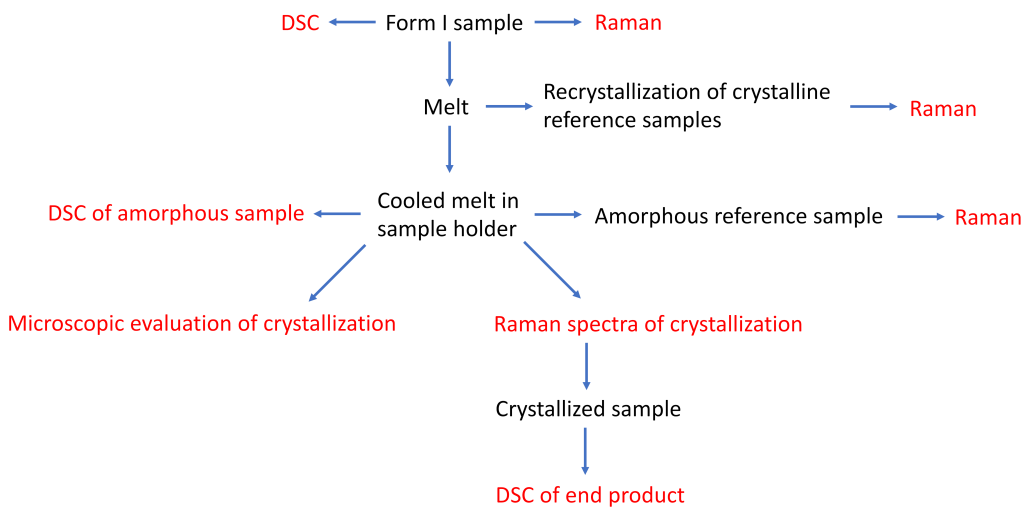 DSC
Form I sample
Raman
Melt
Recrystallization of crystalline
reference samples
Raman
DSC of amorphous sample
Cooled melt in
sample holder
Amorphous reference sample
Raman
Microscopic evaluation of crystallization
Raman spectra of crystallization
Crystallized sample
DSC of end product